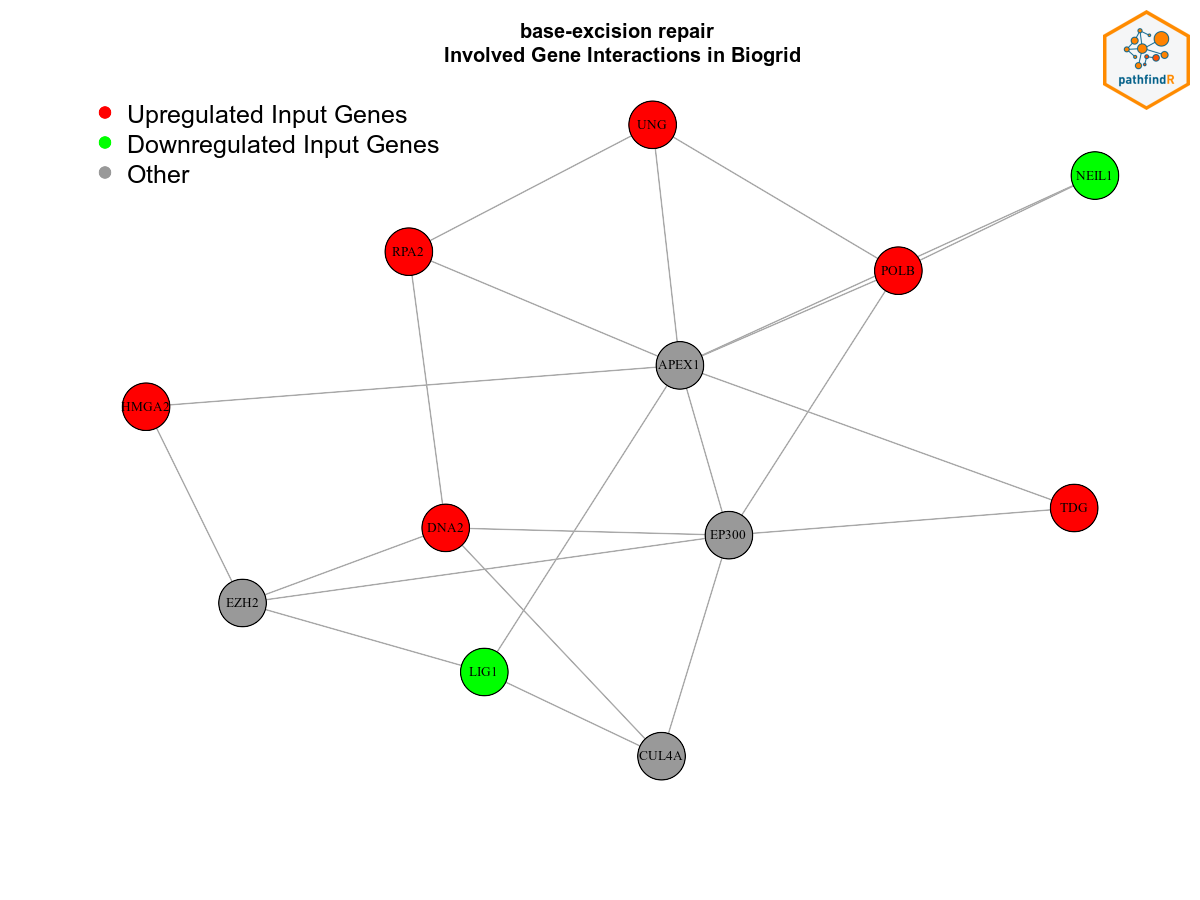 base-excision repair
Involved Gene Interactions in Biogrid
pathfindR
Upregulated Input Genes
Downregulated Input Genes
Other
UNG
NEIL1
RPA2
POLB
APEX1
HMGA2
TDG
DNA2
EP300
EZH2
LIG1
CUL4A